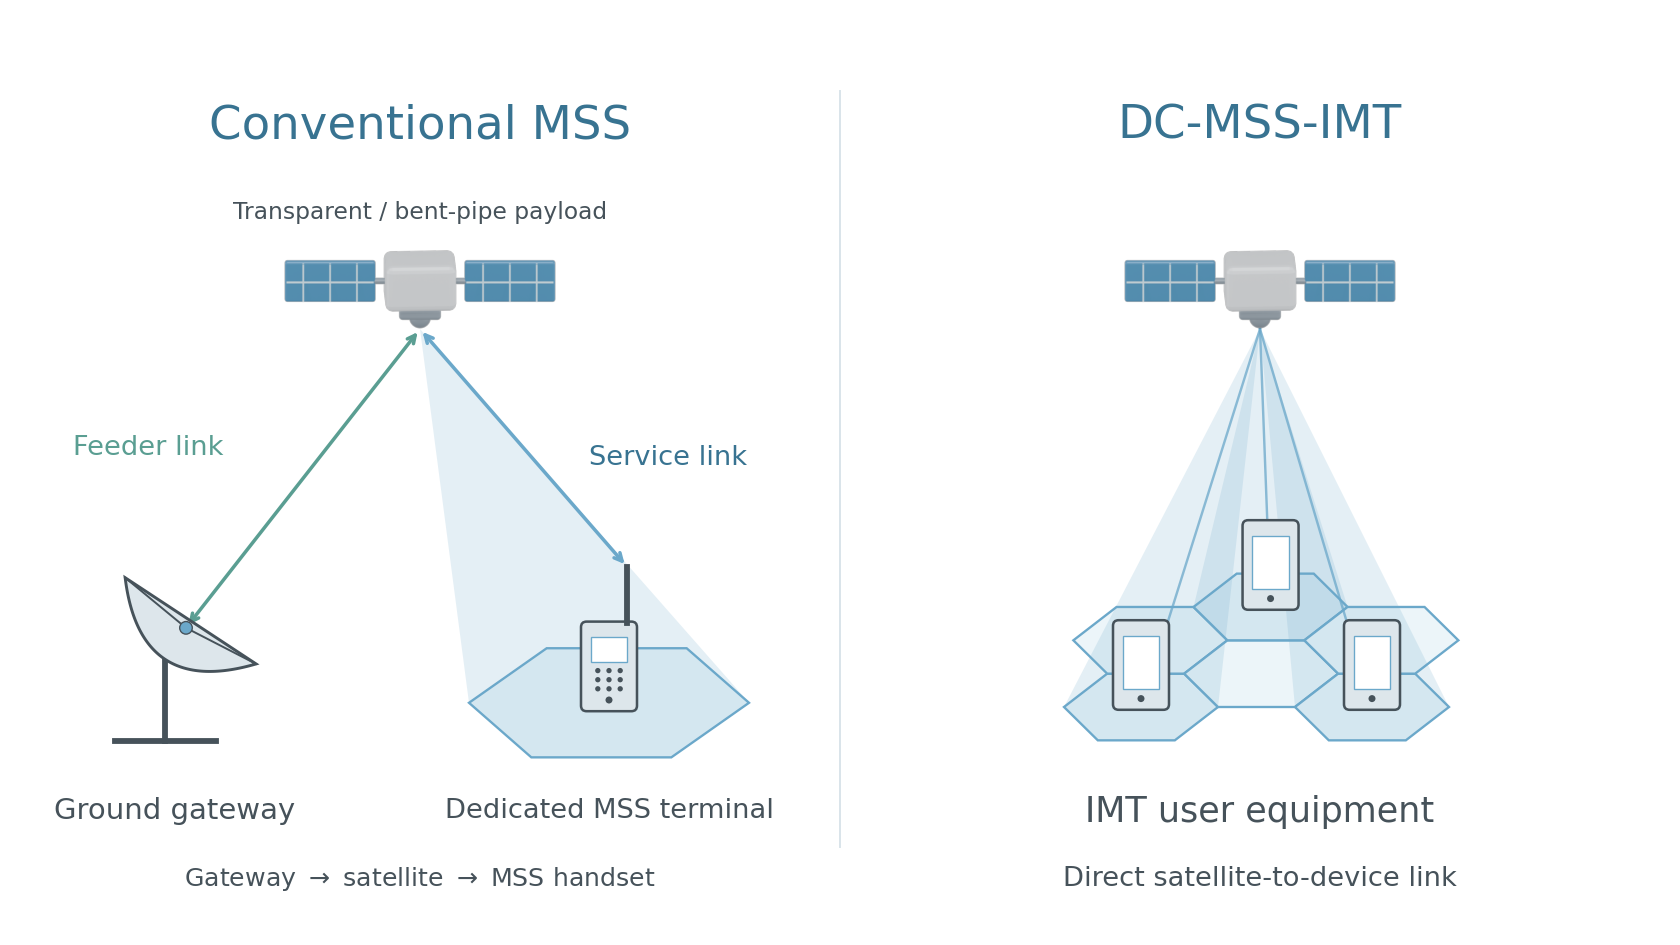 Conventional MSS
Transparent / bent-pipe payload
Feeder link
Service link
Ground gateway
Dedicated MSS terminal
Gateway → satellite → MSS handset
DC-MSS-IMT
IMT user equipment
Direct satellite-to-device link